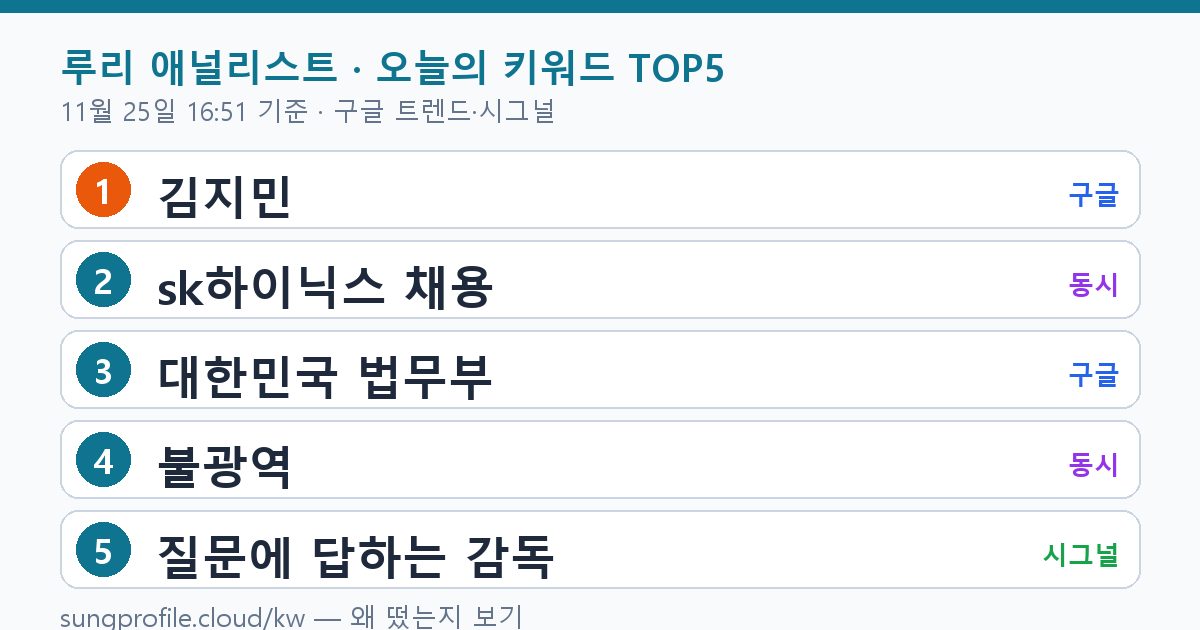 루리 애널리스트 · 오늘의 키워드 TOP5
11월 25일 16:51 기준 · 구글 트렌드·시그널
1 김지민 구글
2 sk하이닉스 채용 동시
3 대한민국 법무부 구글
4 불광역 동시
5 질문에 답하는 감독 시그널
sungprofile.cloud/kw — 왜 떴는지 보기